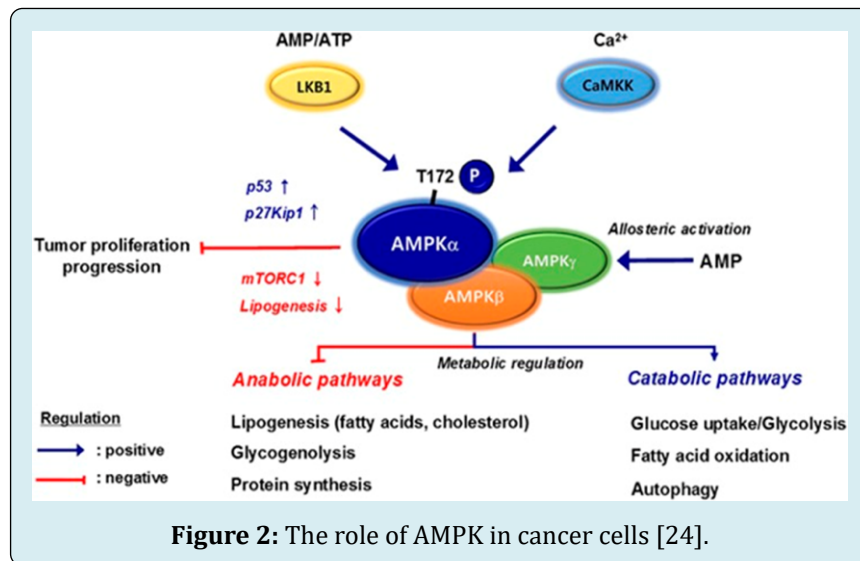 AMP/ATP
Ca²⁺
LKB1
CaMKK
T172 P
p53 ↑
p27Kip1 ↑
Allosteric activation
Tumor proliferation
progression
AMPKα
AMPKγ
AMP
mTORC1 ↓
Lipogenesis ↓
AMPKβ
Metabolic regulation
Anabolic pathways
Catabolic pathways
Regulation
: positive
: negative
Lipogenesis (fatty acids, cholesterol)
Glycogenolysis
Protein synthesis
Glucose uptake/Glycolysis
Fatty acid oxidation
Autophagy
Figure 2: The role of AMPK in cancer cells [24].